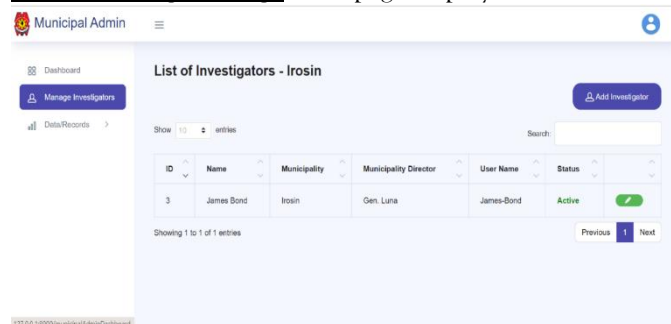 Municipal Admin
Dashboard
Manage Investigators
Data/Records
List of Investigators - Irosin
Add Investigator
Show 10 entries
Search:
ID Name Municipality Municipality Director User Name Status
3 James Bond Irosin Gen. Luna James-Bond Active
Showing 1 to 1 of 1 entries
Previous 1 Next